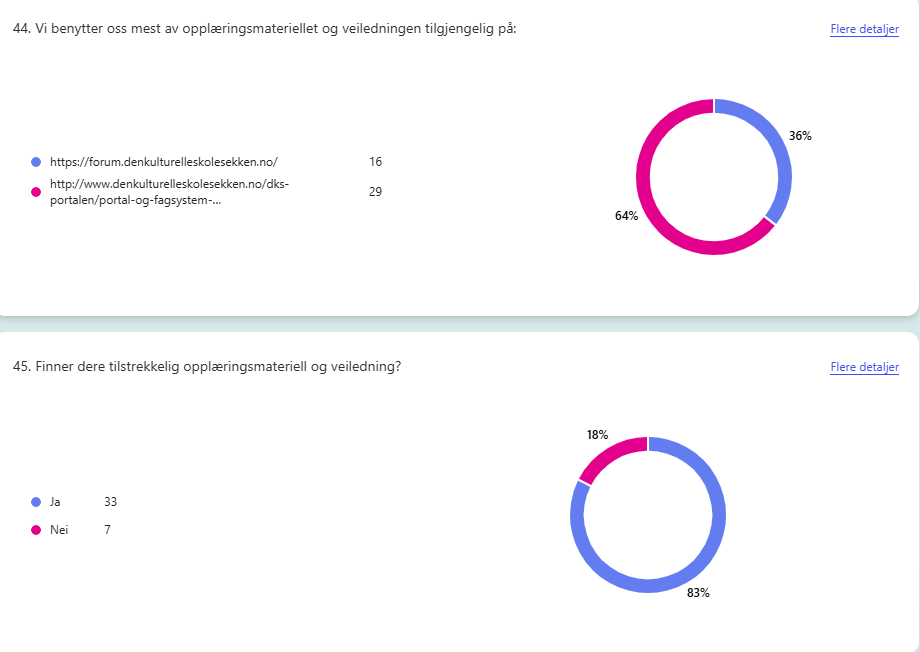 44. Vi benytter oss mest av opplæringsmateriellet og veiledningen tilgjengelig på:
Flere detaljer
https://forum.denkulturelleskolesekken.no/ 16
http://www.denkulturelleskolesekken.no/dks-
portalen/portal-og-fagsystem-... 29
36%
64%
45. Finner dere tilstrekkelig opplæringsmateriell og veiledning?
Flere detaljer
Ja 33
Nei 7
18%
83%